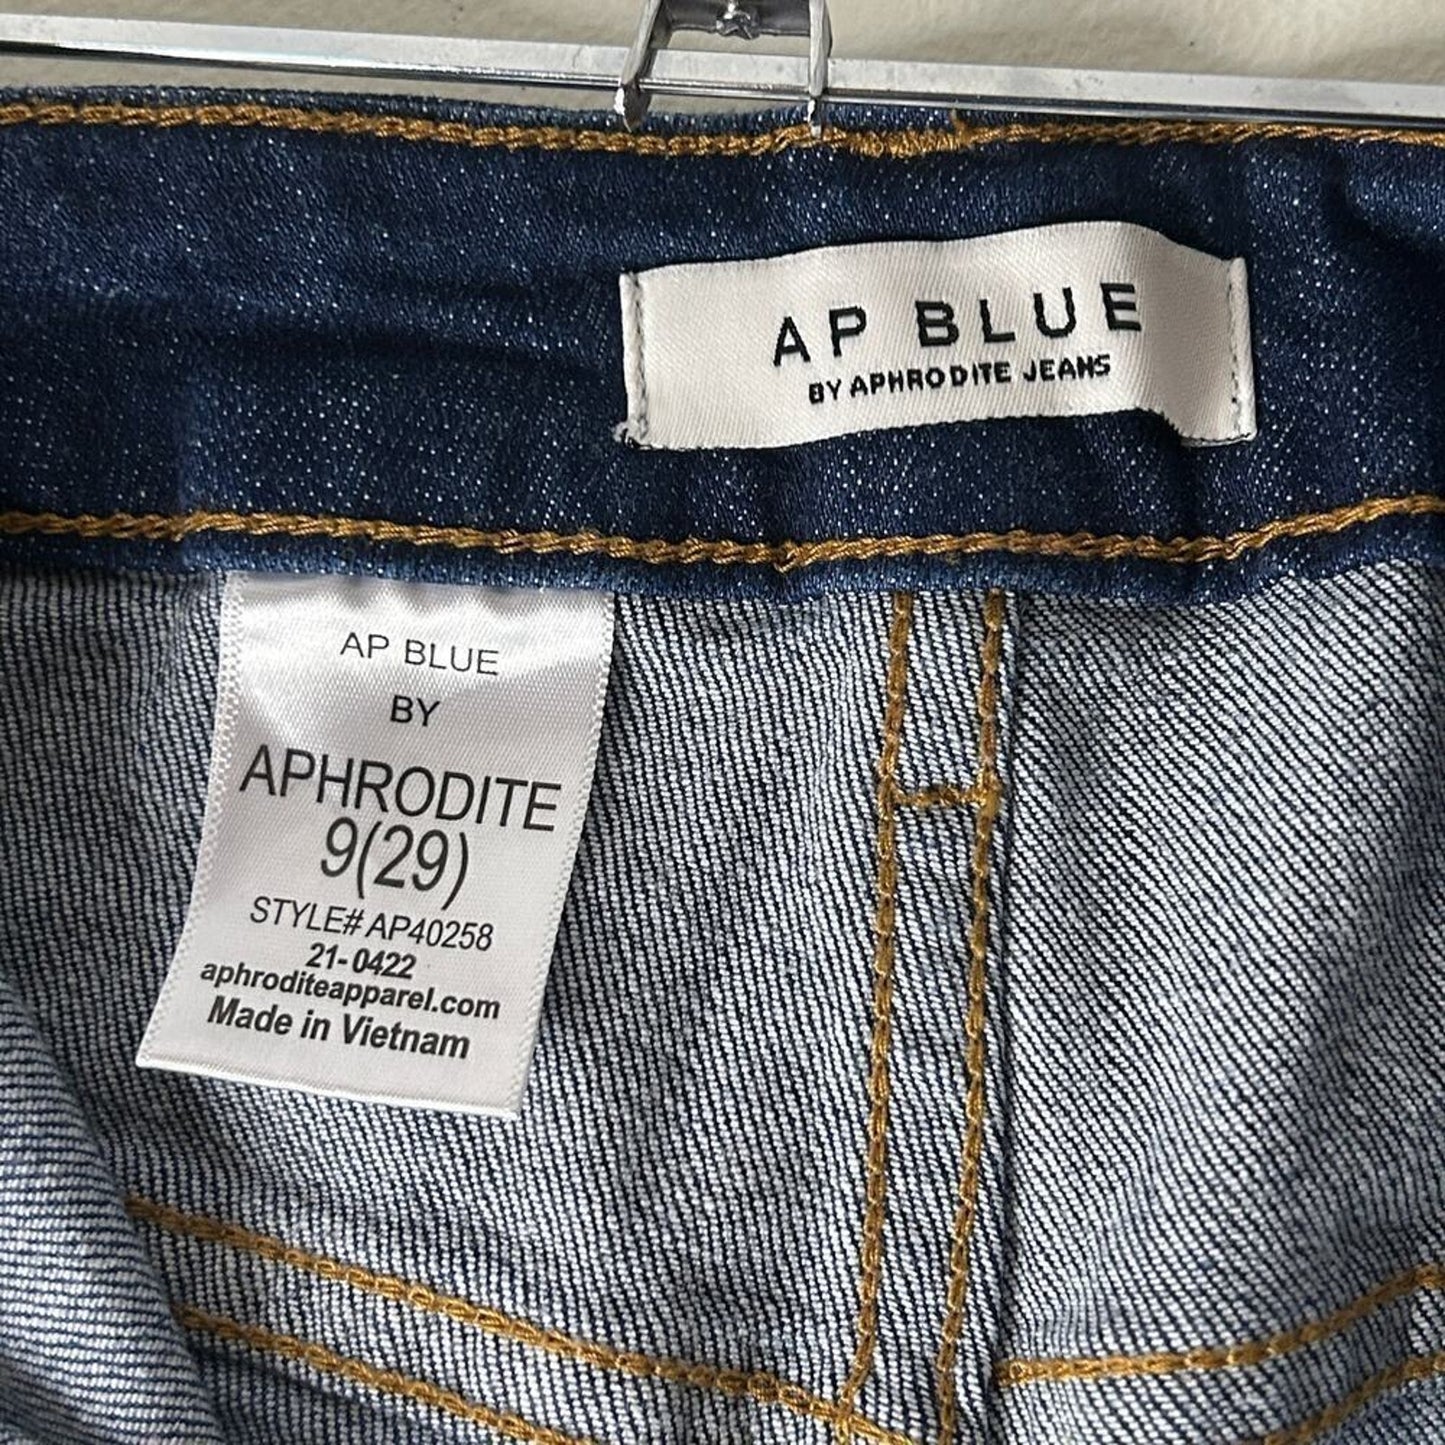 AP BLUE
BY APHRODITE JEANS
AP BLUE
BY
APHRODITE
9(29)
STYLE# AP40258
21-0422
aphroditeapparel.com
Made in Vietnam